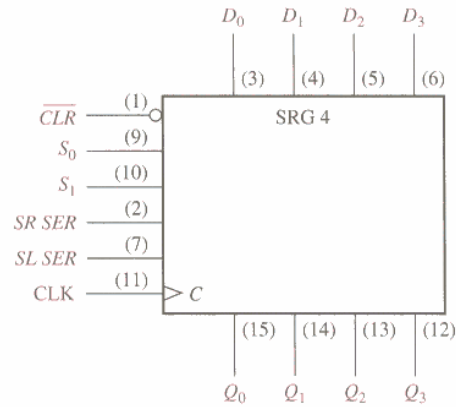 D0 D1 D2 D3
(3) (4) (5) (6)
SRG 4
(1)
CLR
(9)
S0
(10)
S1
(2)
SR SER
(7)
SL SER
(11)
CLK C
(15) (14) (13) (12)
Q0 Q1 Q2 Q3